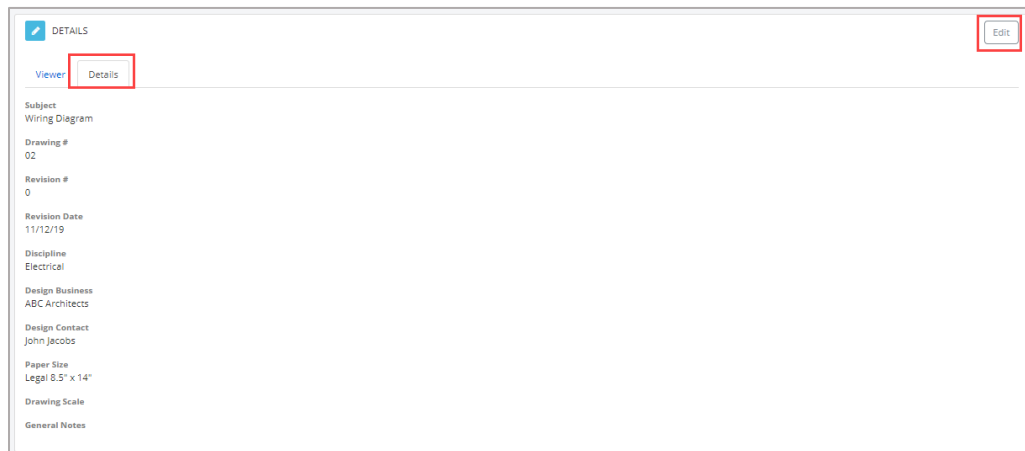 DETAILS
Edit
Viewer Details
Subject
Wiring Diagram
Drawing #
02
Revision #
0
Revision Date
11/12/19
Discipline
Electrical
Design Business
ABC Architects
Design Contact
John Jacobs
Paper Size
Legal 8.5" x 14"
Drawing Scale
General Notes